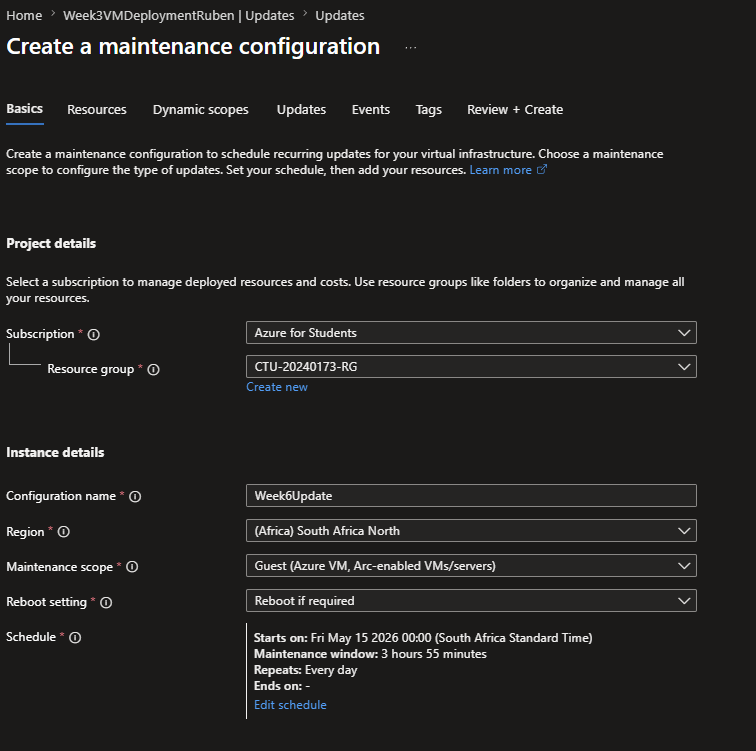 Home > Week3VMDeploymentRuben | Updates > Updates
Create a maintenance configuration ...
Basics Resources Dynamic scopes Updates Events Tags Review + Create
Create a maintenance configuration to schedule recurring updates for your virtual infrastructure. Choose a maintenance
scope to configure the type of updates. Set your schedule, then add your resources. Learn more
Project details
Select a subscription to manage deployed resources and costs. Use resource groups like folders to organize and manage all
your resources.
Subscription * Azure for Students
Resource group * CTU-20240173-RG
Create new
Instance details
Configuration name * Week6Update
Region * (Africa) South Africa North
Maintenance scope * Guest (Azure VM, Arc-enabled VMs/servers)
Reboot setting * Reboot if required
Schedule * Starts on: Fri May 15 2026 00:00 (South Africa Standard Time)
Maintenance window: 3 hours 55 minutes
Repeats: Every day
Ends on: -
Edit schedule